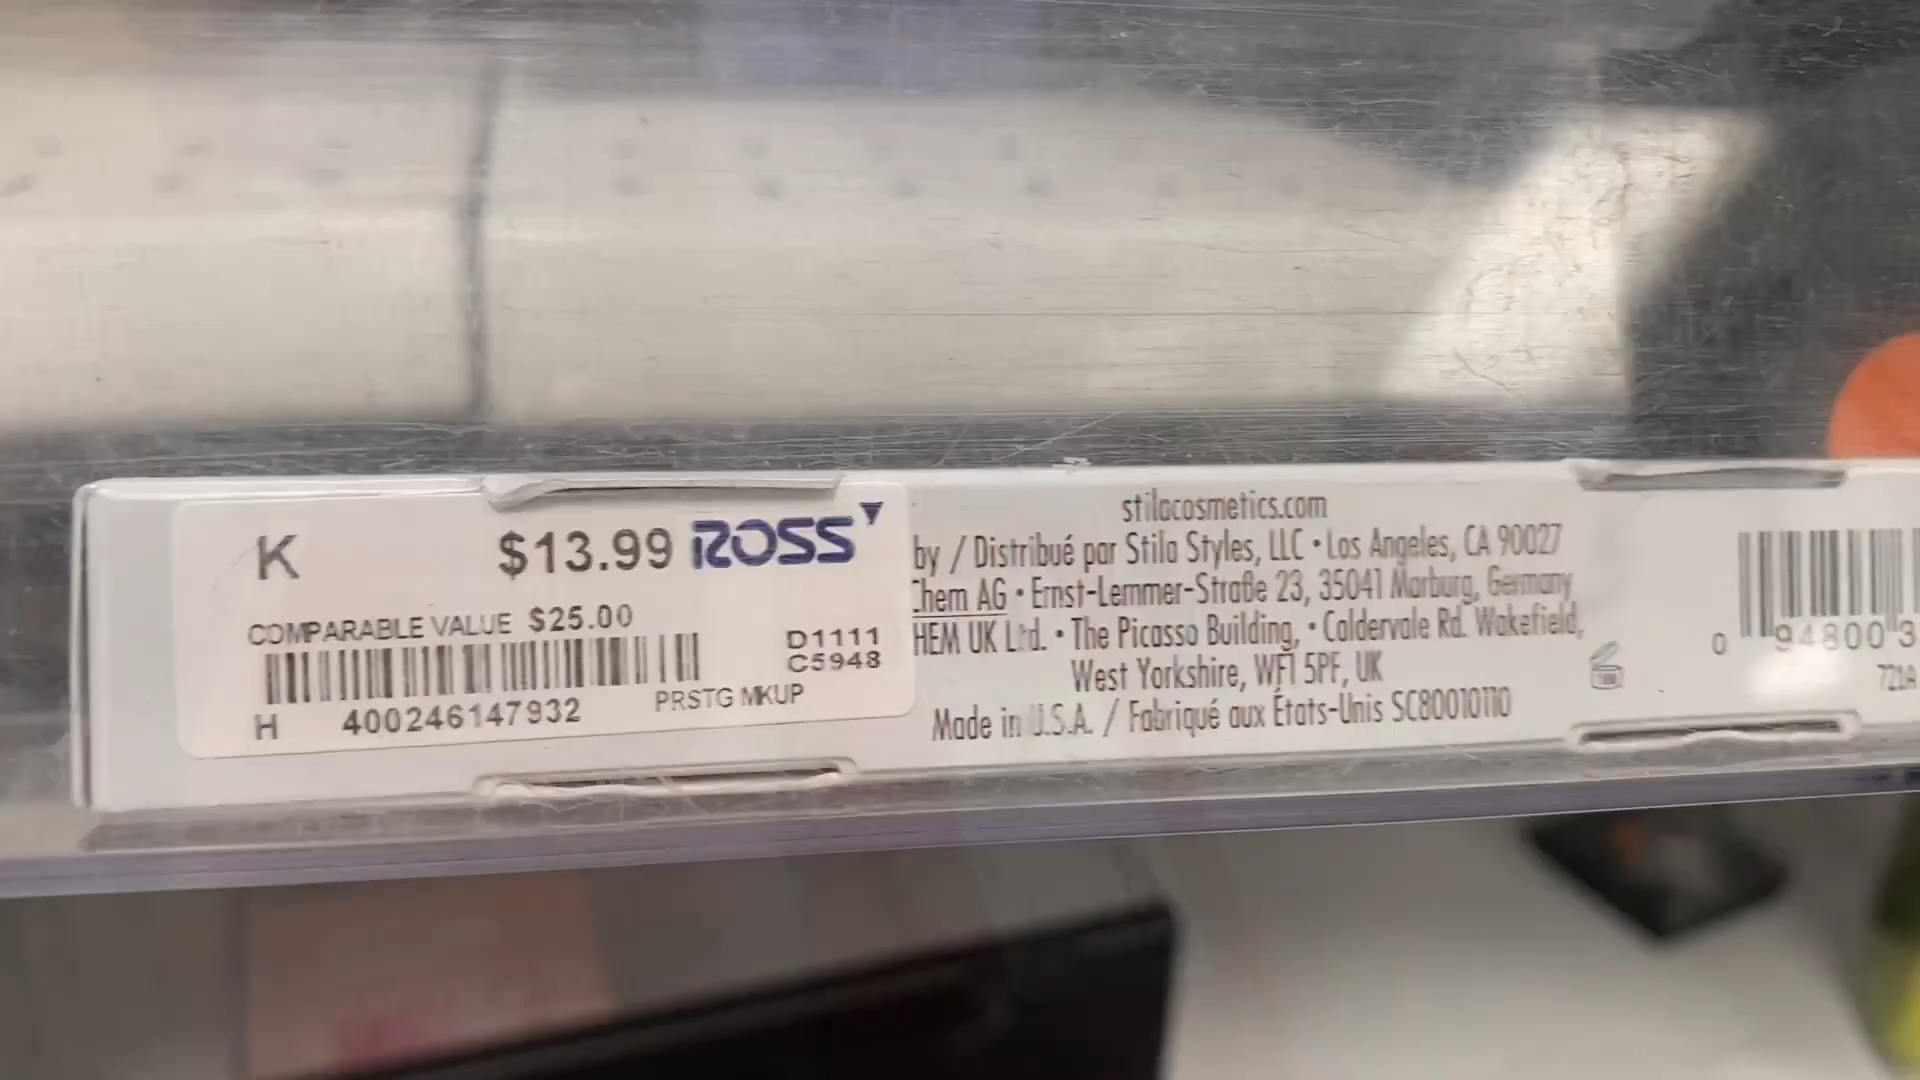 K $13.99 ROSS
COMPARABLE VALUE $25.00
D1111
C5948
H 400246147932 PRSTG MKUP
stilacosmetics.com
by / Distribué par Stila Styles, LLC • Los Angeles, CA 90027
Chem AG • Ernst-Lemmer-Straße 23, 35041 Marburg, Germany
HEM UK Ltd. • The Picasso Building, • Caldervale Rd. Wakefield,
West Yorkshire, WF1 5PF, UK
Made in U.S.A. / Fabriqué aux États-Unis SC80010110
0 94800 3